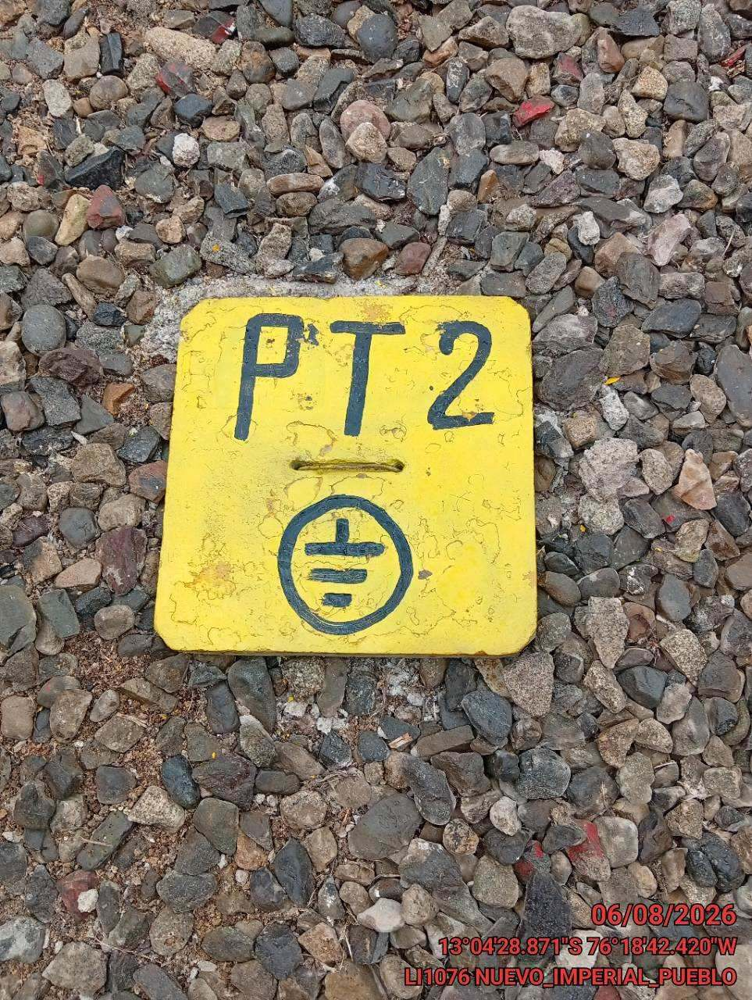 PT2
06/08/2026
13°04'28.871"S 76°18'42.420"W
LI1076 NUEVO_IMPERIAL_PUEBLO